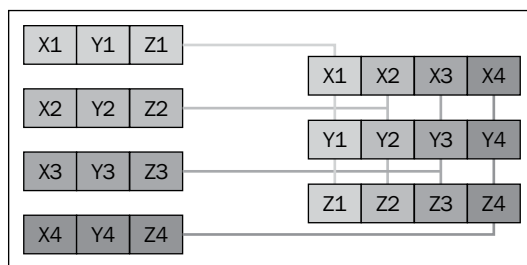 X1 Y1 Z1
X2 Y2 Z2
X3 Y3 Z3
X4 Y4 Z4
X1 X2 X3 X4
Y1 Y2 Y3 Y4
Z1 Z2 Z3 Z4